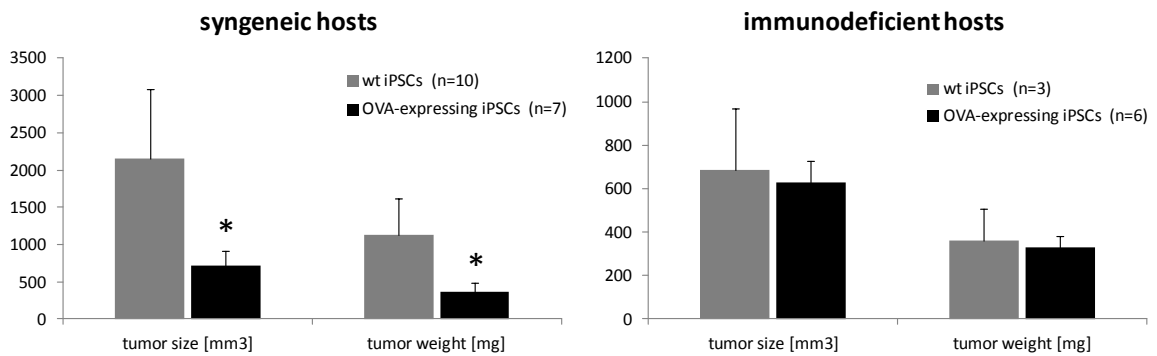 syngeneic hosts
3500
3000
2500
2000
1500
1000
500
0
wt iPSCs (n=10)
OVA-expressing iPSCs (n=7)
*
*
tumor size [mm3]
tumor weight [mg]
immunodeficient hosts
1200
1000
800
600
400
200
0
wt iPSCs (n=3)
OVA-expressing iPSCs (n=6)
tumor size [mm3]
tumor weight [mg]